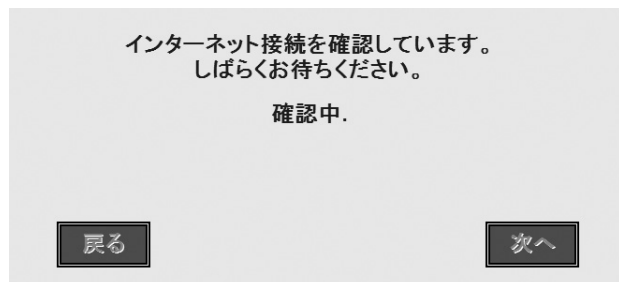 インターネット接続を確認しています。
しばらくお待ちください。
確認中.
戻る
次へ